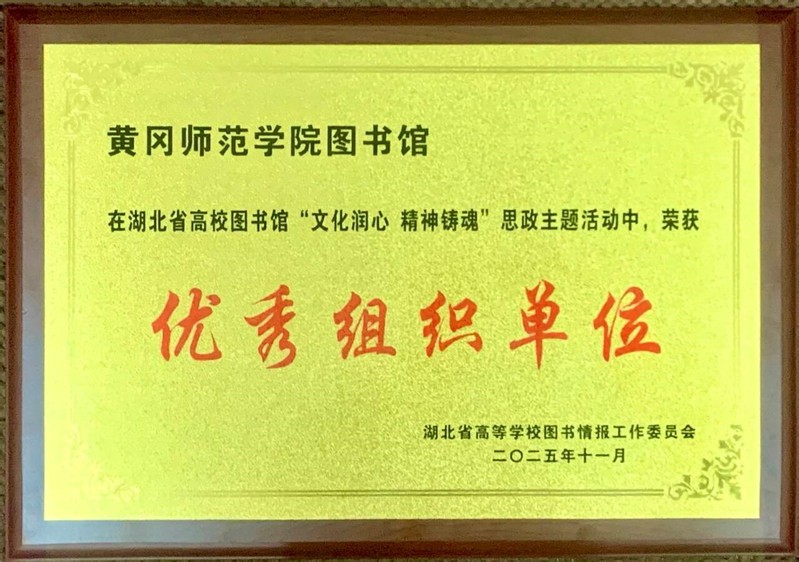 黄冈师范学院图书馆
在湖北省高校图书馆“文化润心 精神铸魂”思政主题活动中，荣获
优秀组织单位
湖北省高等学校图书情报工作委员会
二〇二五年十一月